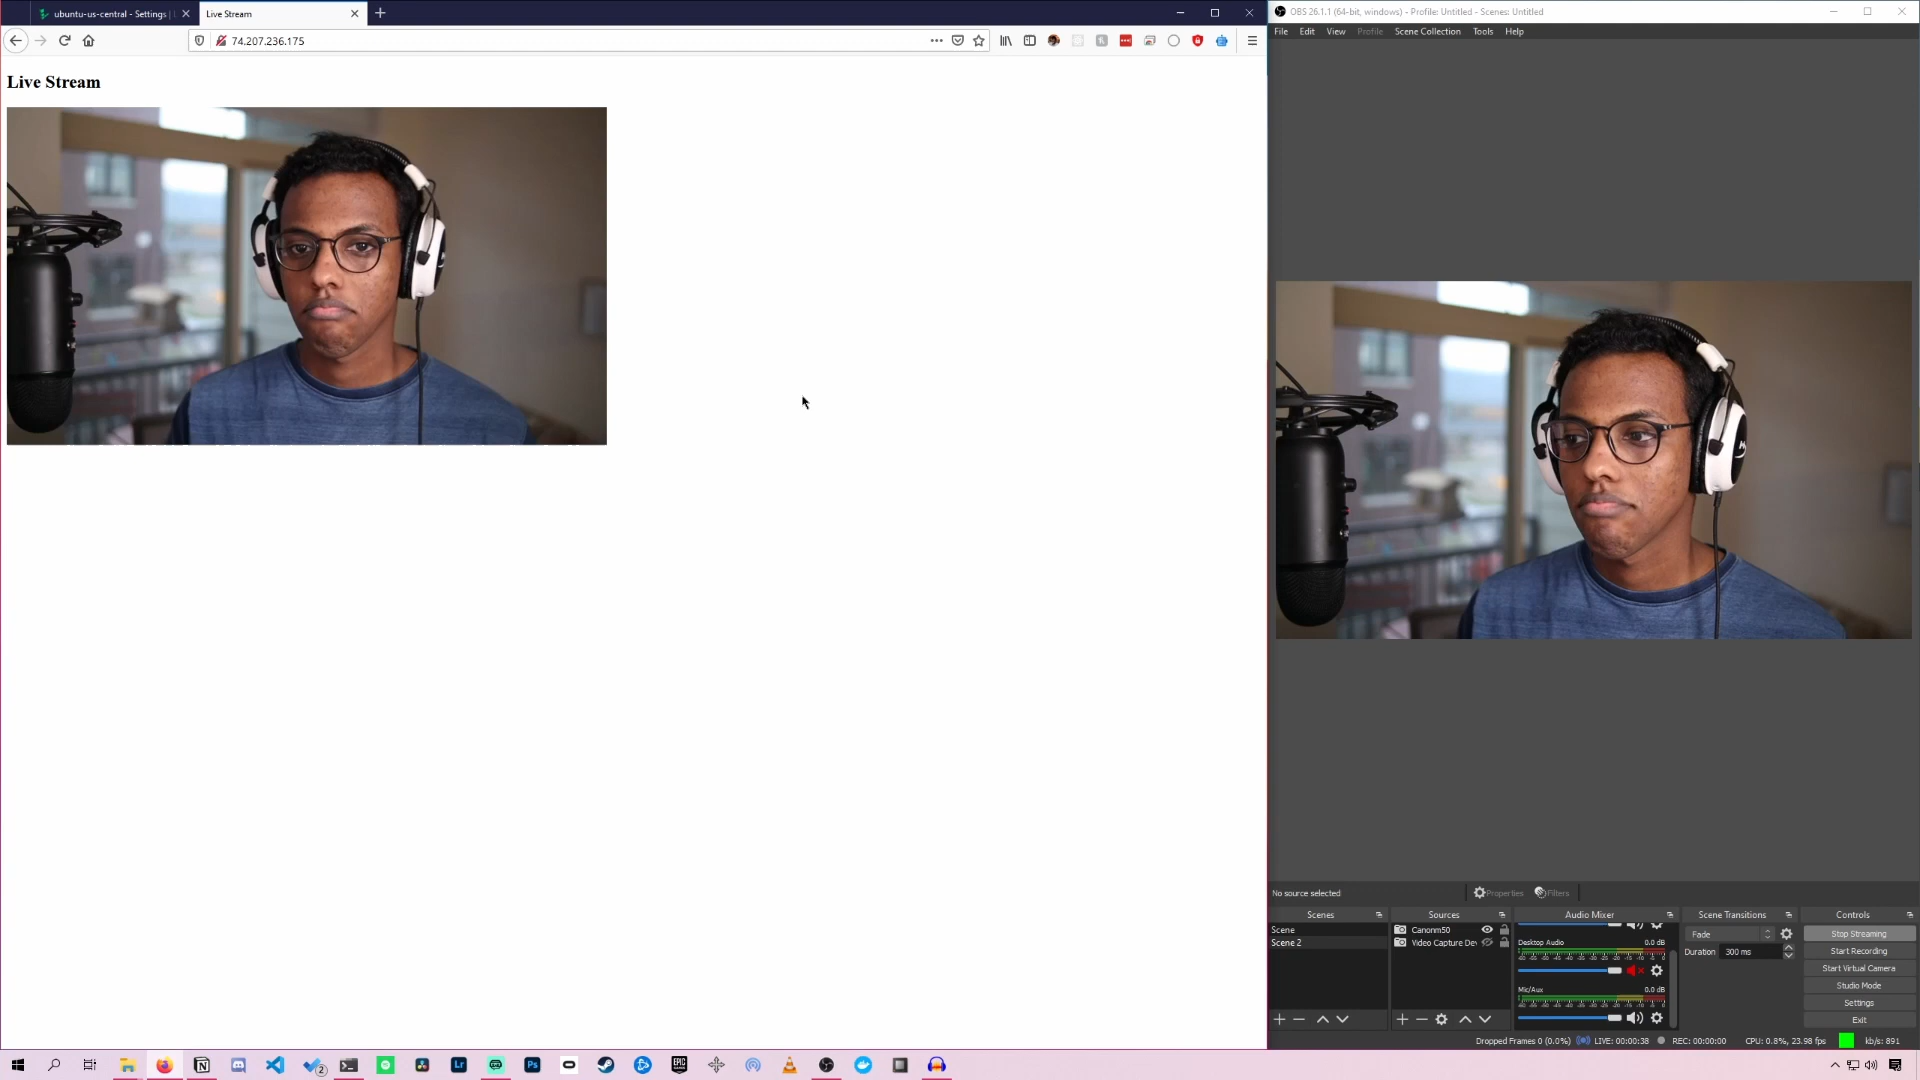 ubuntu-us-central - Settings |
Live Stream
74.207.236.175
Live Stream
OBS 26.1.1 (64-bit, windows) - Profile: Untitled - Scenes: Untitled
File Edit View Profile Scene Collection Tools Help
No source selected
Properties
Filters
Scenes
Scene
Scene 2
Sources
Canonm50
Video Capture Dev
Audio Mixer
Desktop Audio 0.0 dB
Mic/Aux 0.0 dB
Scene Transitions
Fade
Duration 300 ms
Controls
Stop Streaming
Start Recording
Start Virtual Camera
Studio Mode
Settings
Exit
Dropped Frames 0 (0.0%) LIVE: 00:00:38 REC: 00:00:00 CPU: 0.8%, 23.98 fps kb/s: 891
2
Lr
Ps
EPIC